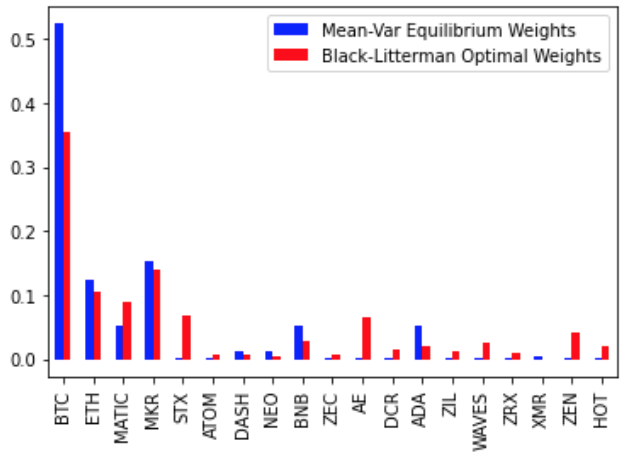 Mean-Var Equilibrium Weights
Black-Litterman Optimal Weights
0.5
0.4
0.3
0.2
0.1
0.0
BTC
ETH
MATIC
MKR
STX
ATOM
DASH
NEO
BNB
ZEC
AE
DCR
ADA
ZIL
WAVES
ZRX
XMR
ZEN
HOT